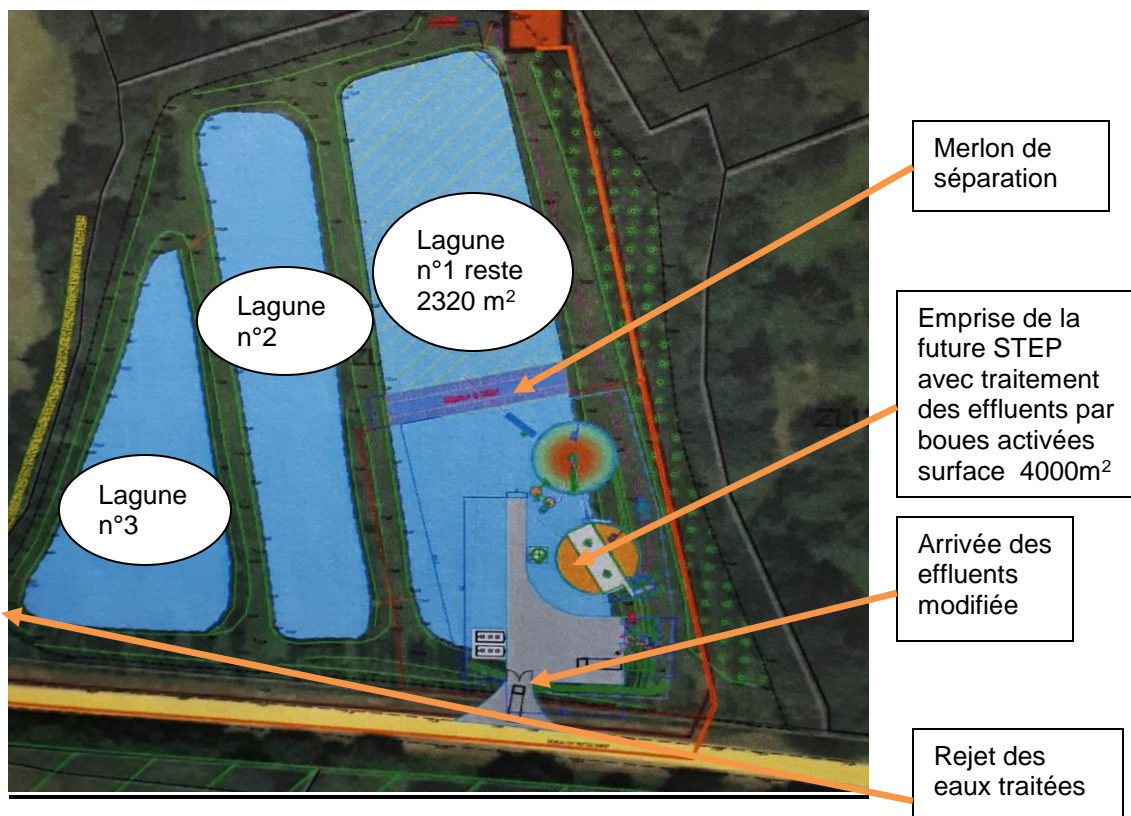 Lagune
n°1 reste
2320 m²
Lagune
n°2
Lagune
n°3
Merlon de
séparation
Emprise de la
future STEP
avec traitement
des effluents par
boues activées
surface 4000m²
Arrivée des
effluents
modifiée
Rejet des
eaux traitées